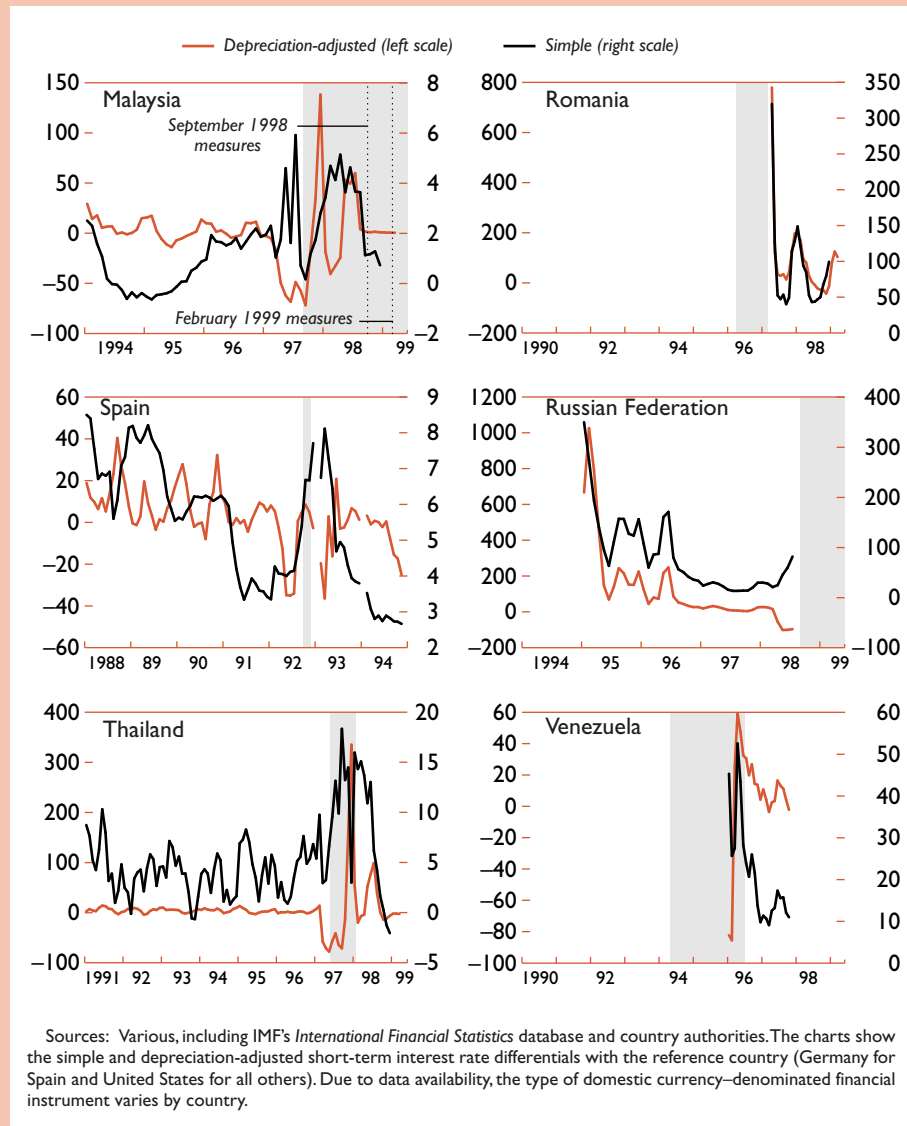 Depreciation-adjusted (left scale) Simple (right scale)
150 8 800 350
Malaysia Romania
300
100 September 1998 6 600
measures 250
50 4 400 200
0 2 200 150
100
–50 0 0
50
February 1999 measures
–100 –2 –200 0
1994 95 96 97 98 99 1990 92 94 96 98
60 9 1200 400
Spain Russian Federation
40 8 1000 300
7 800
20 200
6 600
0
5 400 100
–20
4 200 0
–40 3 0
–60 2 –200 –100
1988 89 90 91 92 93 94 1994 95 96 97 98 99
400 20 60 60
Thailand Venezuela
40 50
300 15 20
0 40
200 10 –20 30
100 5 –40 20
–60
0 0 –80 10
–100 –5 –100 0
1991 92 93 94 95 96 97 98 99 1990 92 94 96 98
Sources: Various, including IMF's International Financial Statistics database and country authorities. The charts show
the simple and depreciation-adjusted short-term interest rate differentials with the reference country (Germany for
Spain and United States for all others). Due to data availability, the type of domestic currency–denominated financial
instrument varies by country.